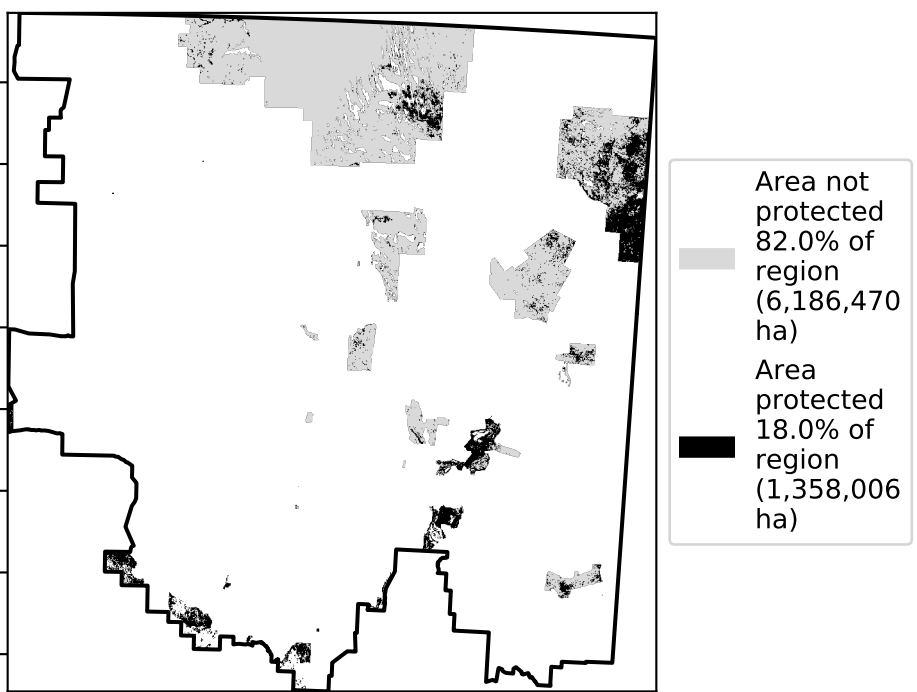 Area not
protected
82.0% of
region
(6,186,470
ha)
Area
protected
18.0% of
region
(1,358,006
ha)